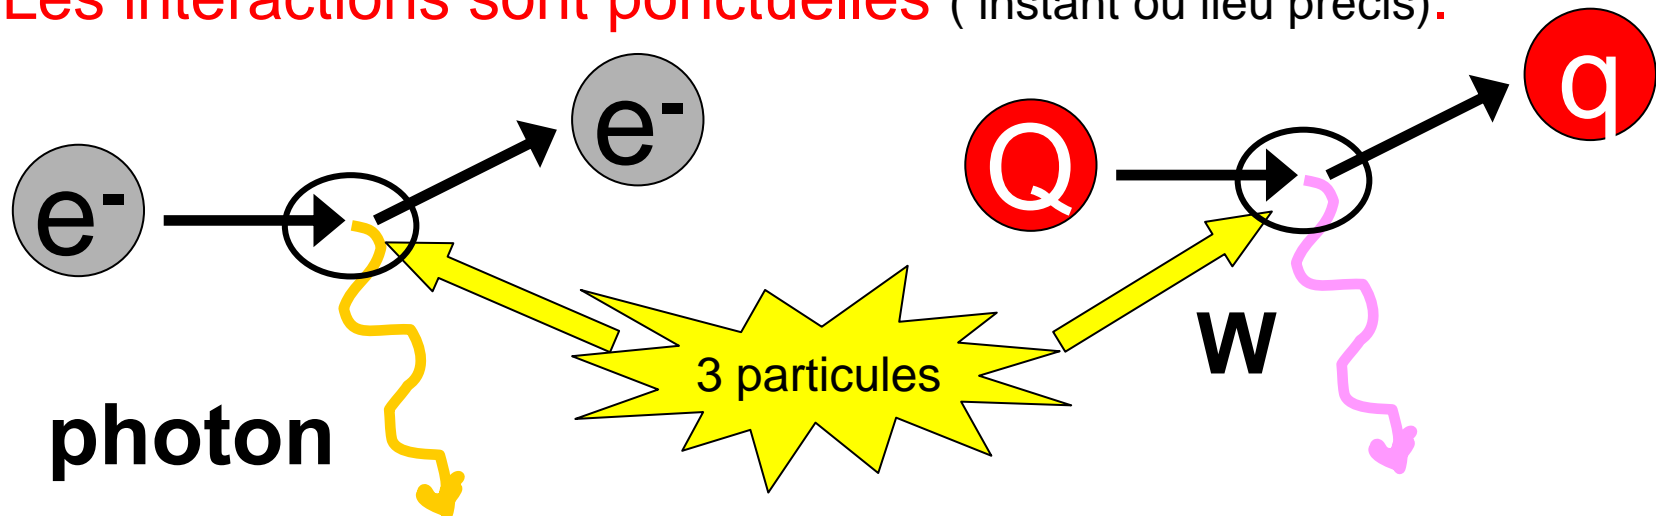 Les interactions sont ponctuelles ( instant ou lieu précis).
e-
e-
Q
q
3 particules
W
photon